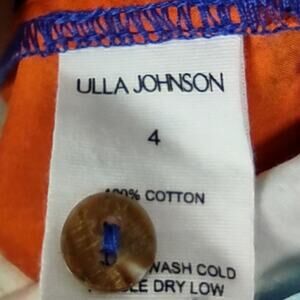 ULLA JOHNSON
4
100% COTTON
WASH COLD
DRY LOW